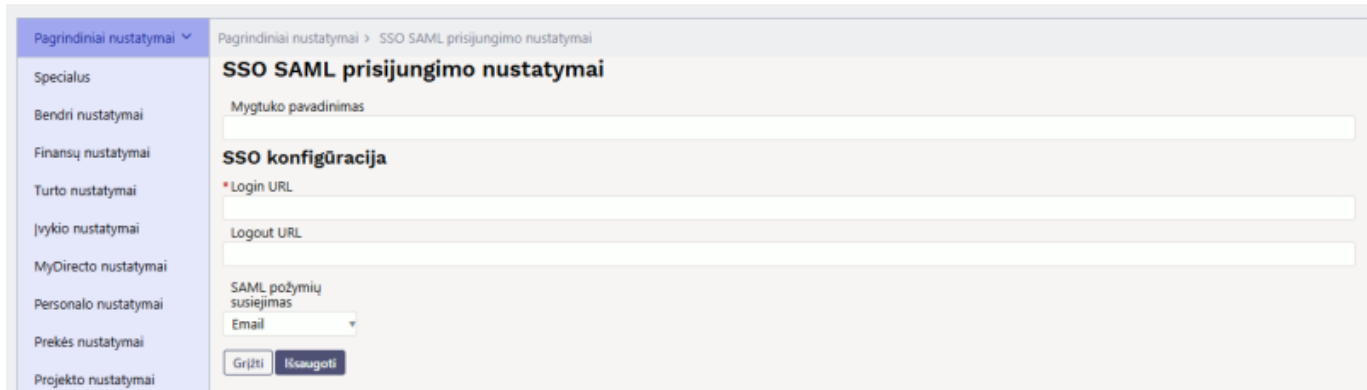 Pagrindiniai nustatymai
Specialus
Bendri nustatymai
Finansų nustatymai
Turto nustatymai
Įvykio nustatymai
MyDirecto nustatymai
Personalo nustatymai
Prekės nustatymai
Projekto nustatymai
Pagrindiniai nustatymai > SSO SAML prisijungimo nustatymai
SSO SAML prisijungimo nustatymai
Mygtuko pavadinimas
SSO konfigūracija
*Login URL
Logout URL
SAML požymių
susiejimas
Email
Grįžti Išsaugoti